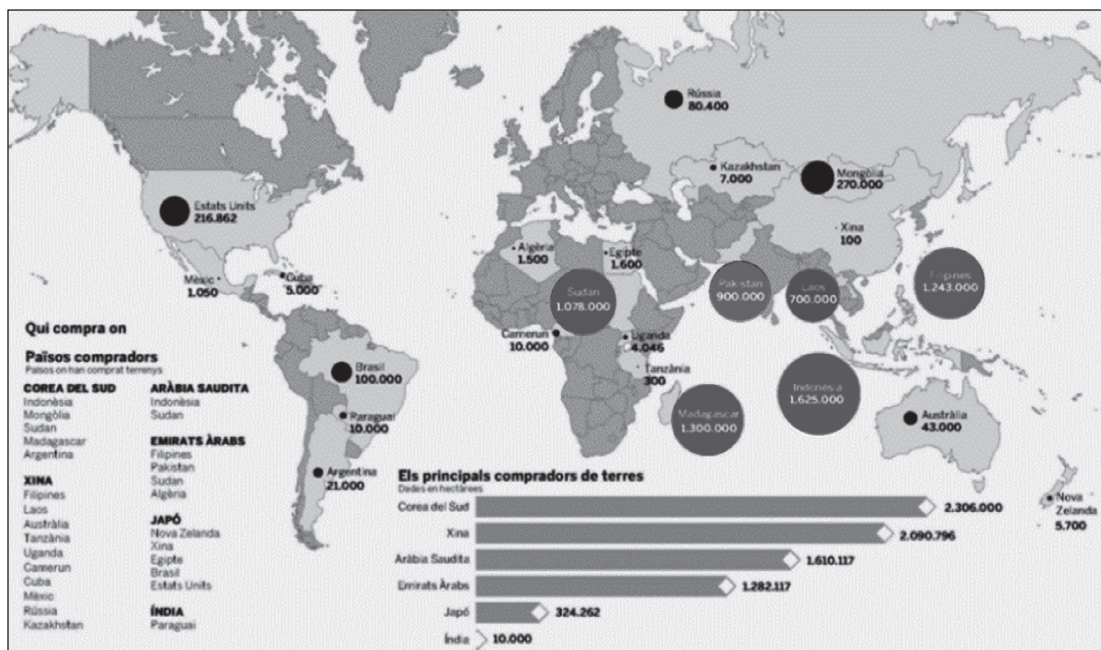 Rússia
80.400
Kazakhstan
7.000
Mongòlia
270.000
Estats Units
216.862
Xina
100
Algèria
1.500
Egipte
1.600
Mèxic
1.050
Cuba
5.000
Sudan
1.078.000
Pakistan
900.000
Laos
700.000
Filipines
1.243.000
Camerun
10.000
Uganda
4.046
Tanzània
300
Brasil
100.000
Paraguai
10.000
Argentina
21.000
Madagascar
1.300.000
Indonèsia
1.625.000
Austràlia
43.000
Nova
Zelanda
5.700
Qui compra on
Països compradors
Països on han comprat terrenys
COREA DEL SUD
Indonèsia
Mongòlia
Sudan
Madagascar
Argentina
XINA
Filipines
Laos
Austràlia
Tanzània
Uganda
Camerun
Cuba
Mèxic
Rússia
Kazakhstan
ARÀBIA SAUDITA
Indonèsia
Sudan
EMIRATS ÀRABS
Filipines
Pakistan
Sudan
Algèria
JAPÓ
Nova Zelanda
Xina
Egipte
Brasil
Estats Units
ÍNDIA
Paraguai
Els principals compradors de terres
Dades en hectàrees
Corea del Sud 2.306.000
Xina 2.090.796
Aràbia Saudita 1.610.117
Emirats Àrabs 1.282.117
Japó 324.262
Índia 10.000